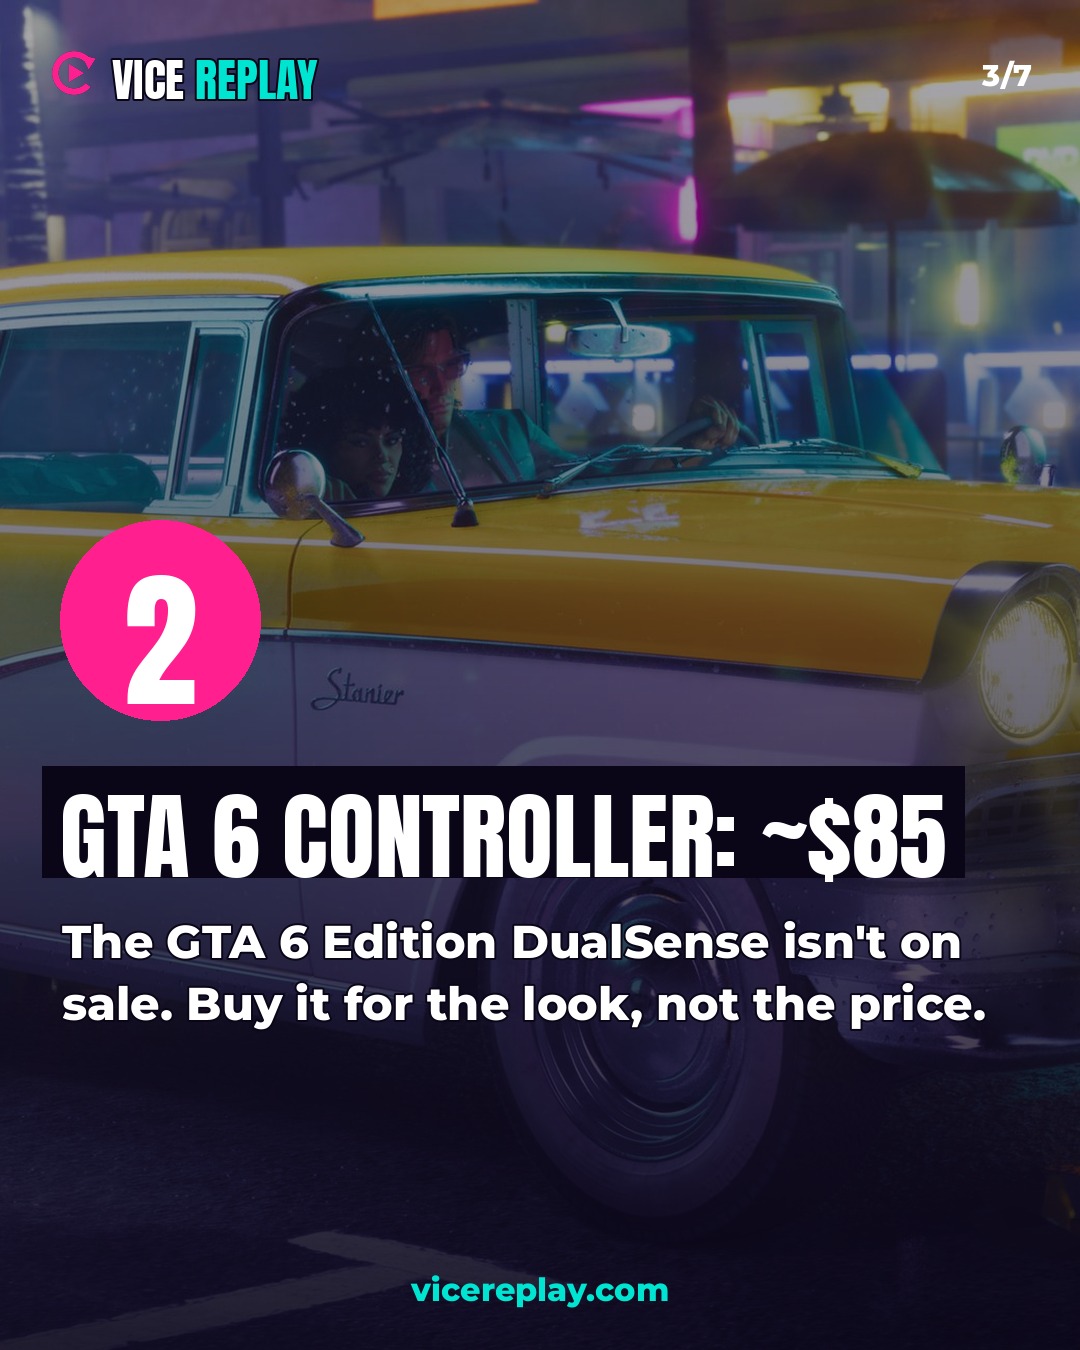 VICE REPLAY
3/7
2
Stanier
GTA 6 CONTROLLER: ~$85
The GTA 6 Edition DualSense isn't on
sale. Buy it for the look, not the price.
vicereplay.com